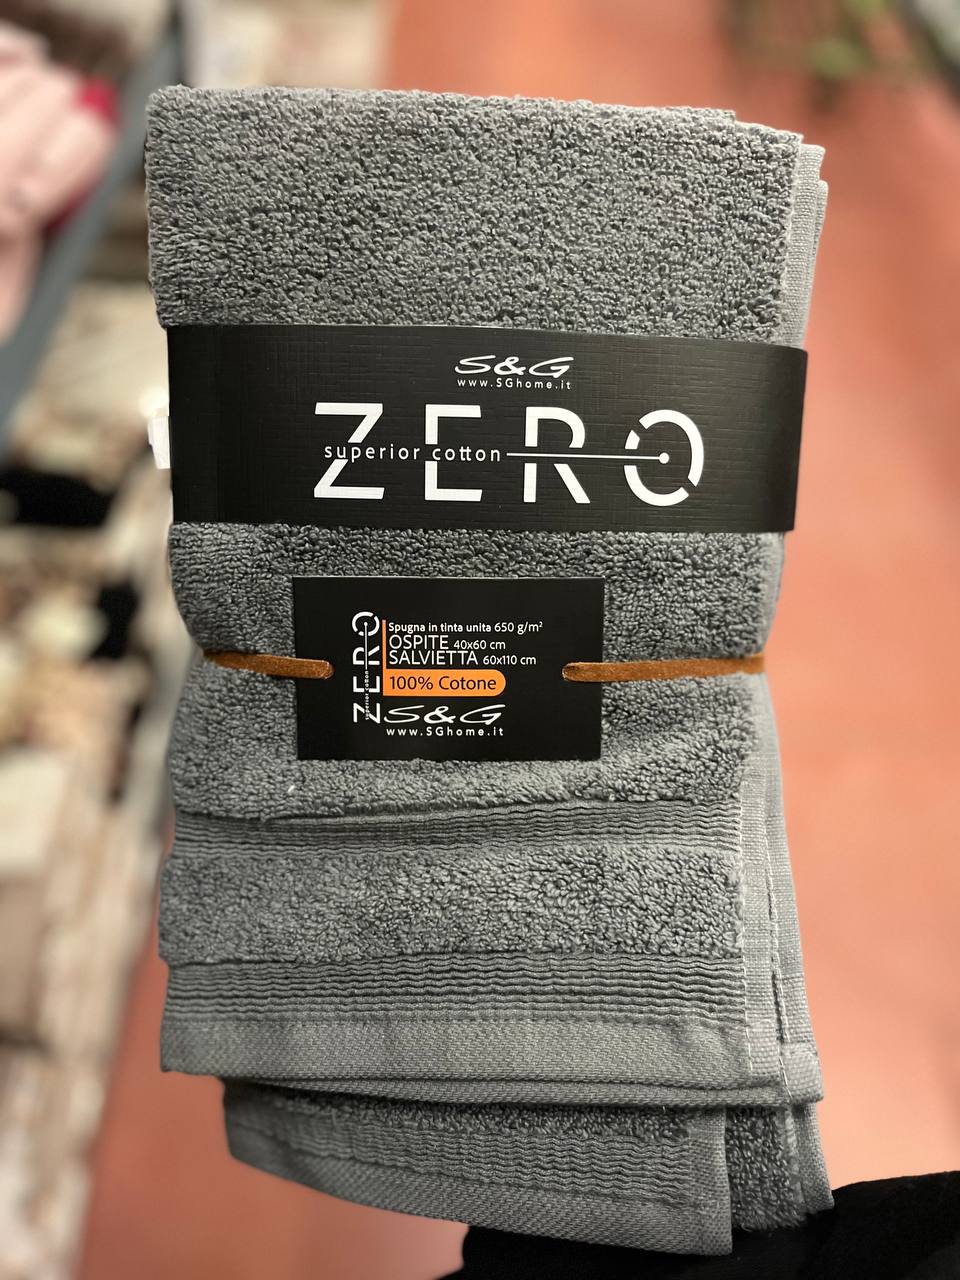 S&G
www.SGhome.it
ZERO
superior cotton
Spugna in tinta unita 650 g/m²
OSPITE 40x60 cm
SALVIETTA 60x110 cm
100% Cotone
ZERO
superior cotton
S&G
www.SGhome.it